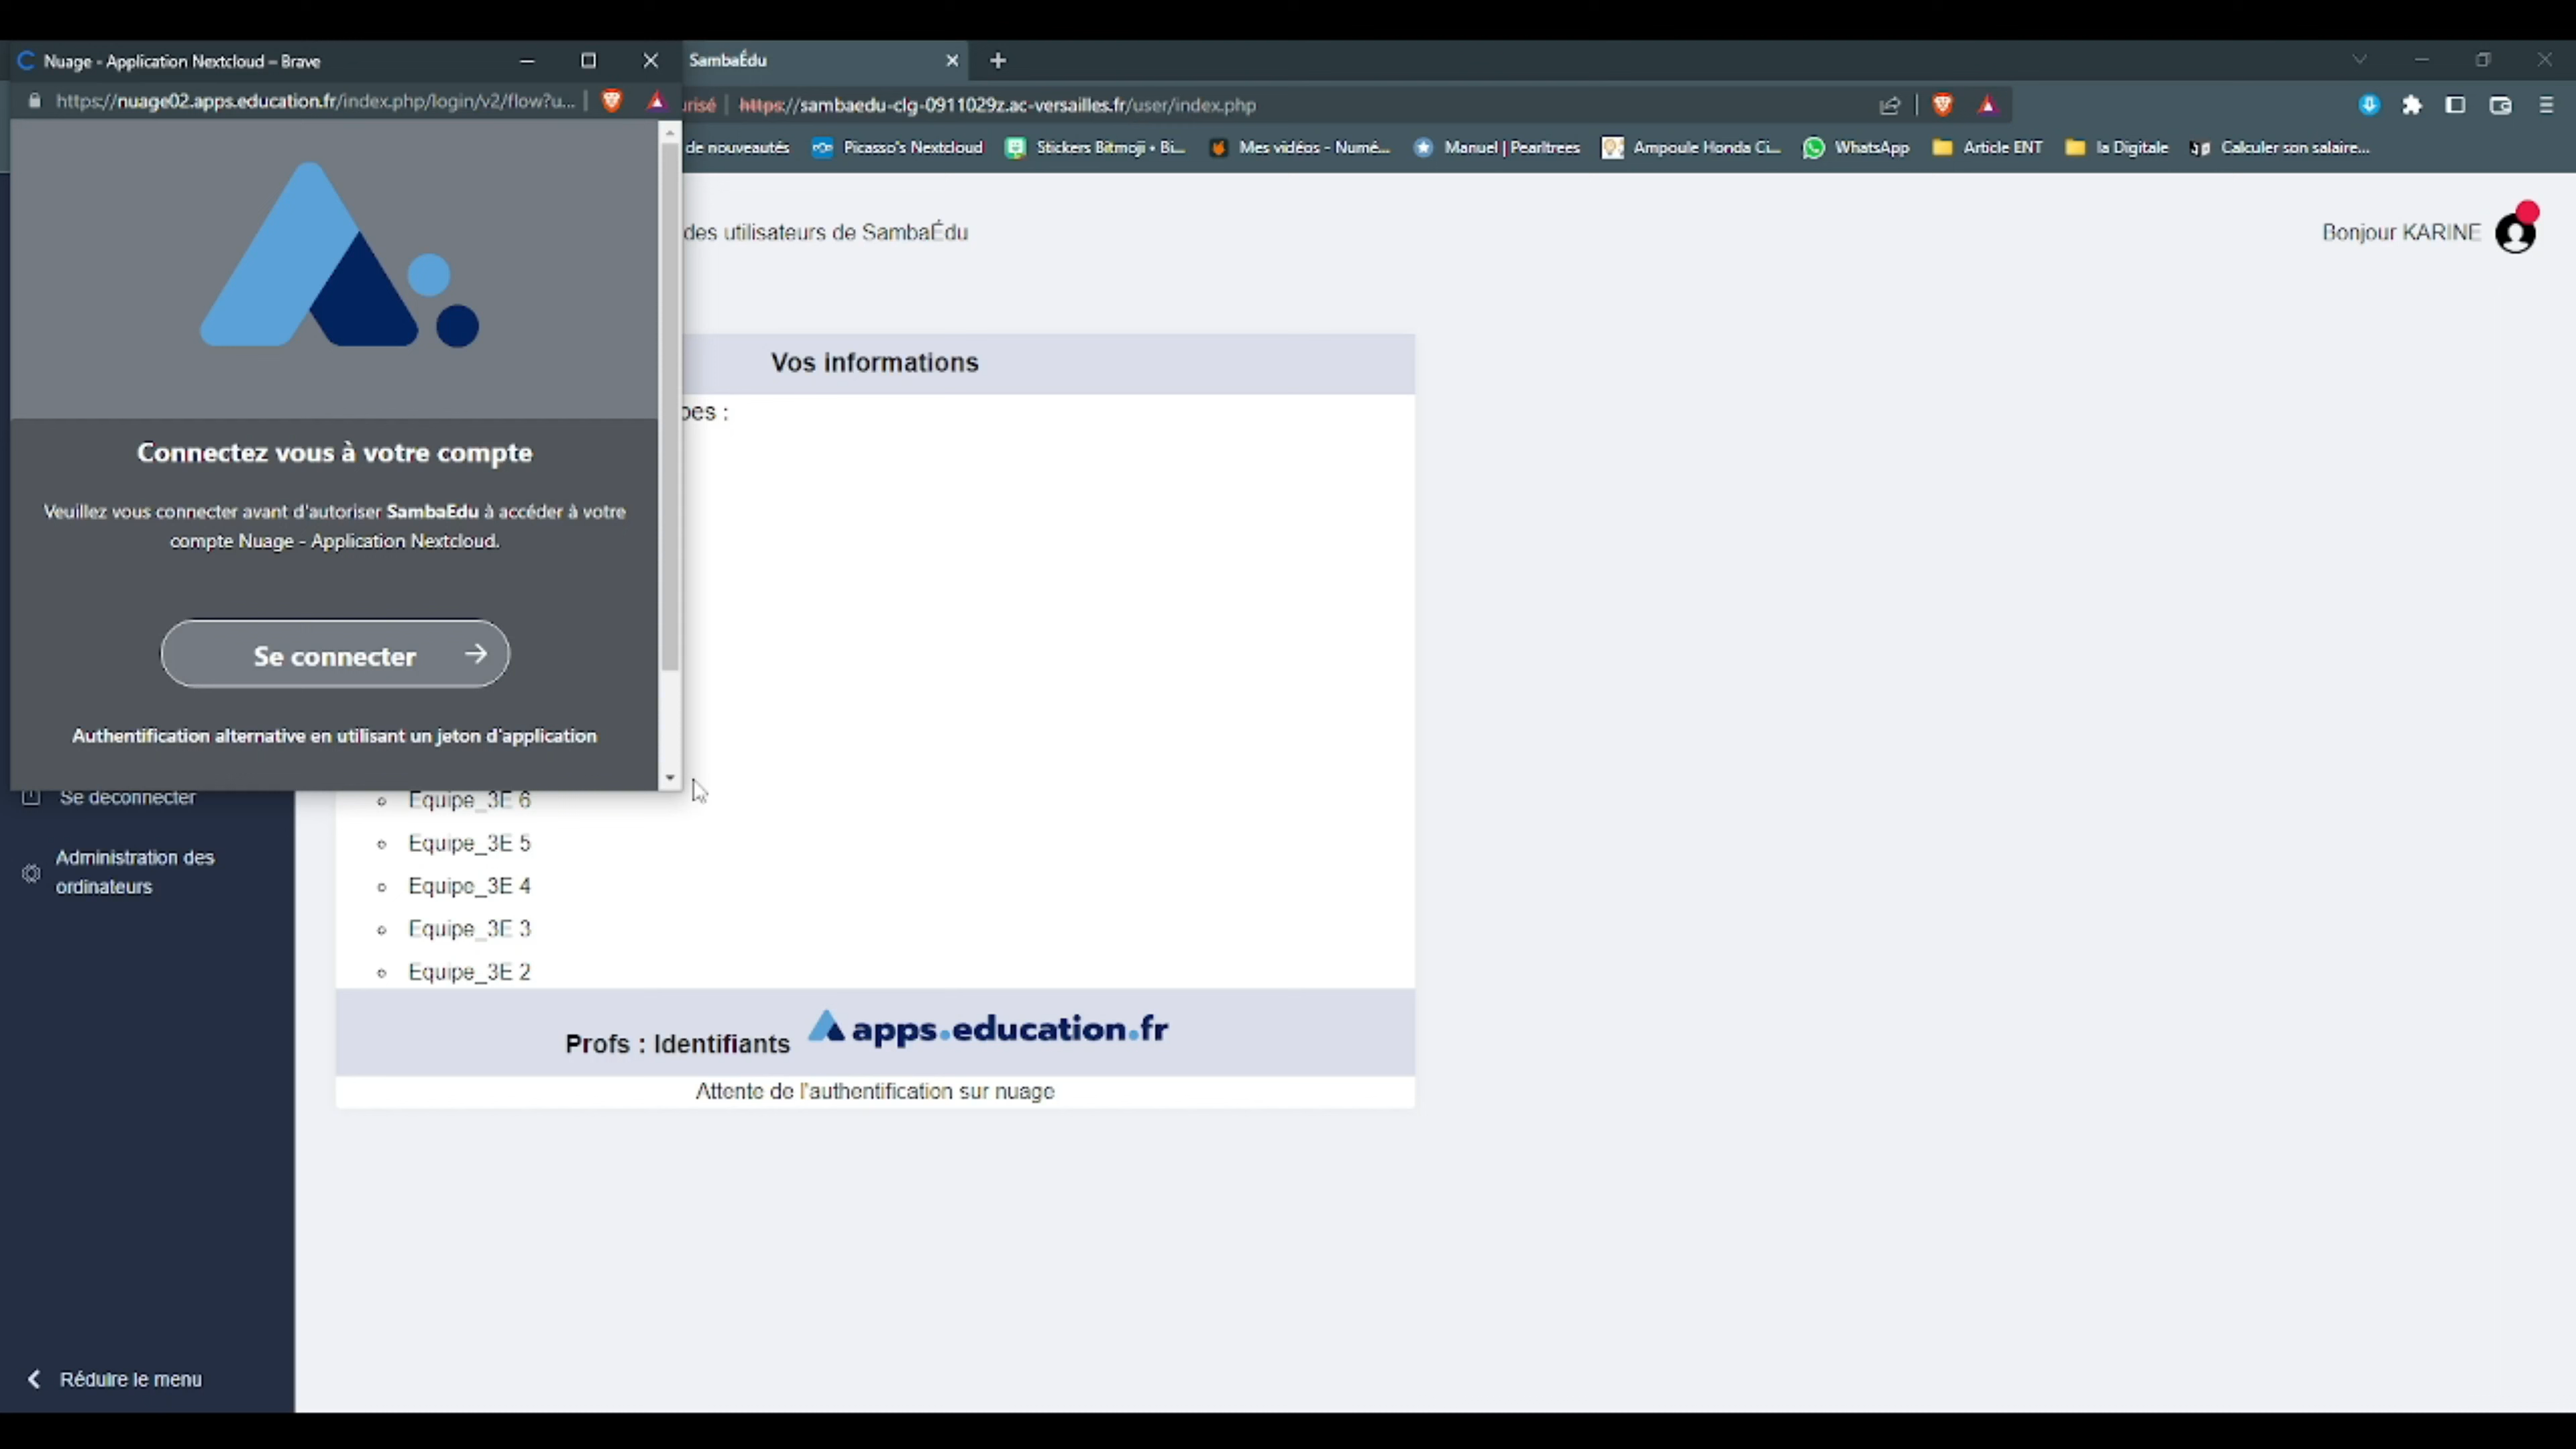 Nuage - Application Nextcloud – Brave
https://nuage02.apps.education.fr/index.php/login/v2/flow?u...
Connectez vous à votre compte
Veuillez vous connecter avant d'autoriser SambaEdu à accéder à votre
compte Nuage - Application Nextcloud.
Se connecter
Authentification alternative en utilisant un jeton d'application
SambaÉdu
https://sambaedu-clg-0911029z.ac-versailles.fr/user/index.php
de nouveautés Picasso's Nextcloud Stickers Bitmoji • Bi... Mes vidéos - Numé... Manuel | Pearltrees Ampoule Honda Ci... WhatsApp Article ENT la Digitale Calculer son salaire...
des utilisateurs de SambaÉdu
Bonjour KARINE
Vos informations
Se déconnecter
Administration des
ordinateurs
Réduire le menu
Equipe_3E 6
Equipe_3E 5
Equipe_3E 4
Equipe_3E 3
Equipe_3E 2
Profs : Identifiants apps.education.fr
Attente de l'authentification sur nuage